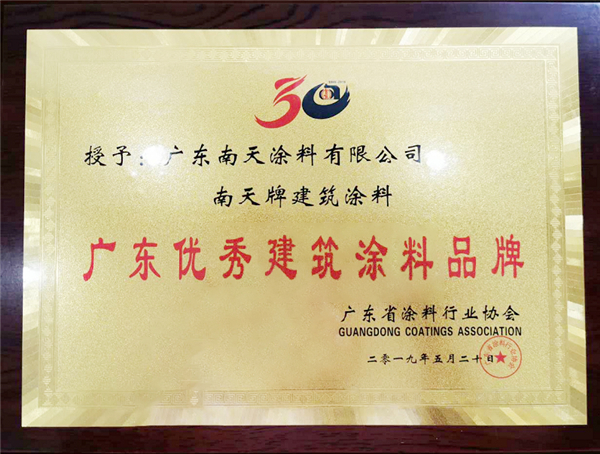 30
授予：广东南天涂料有限公司
南天牌建筑涂料
广东优秀建筑涂料品牌
广东省涂料行业协会
GUANGDONG COATINGS ASSOCIATION
二零一九年五月二十日